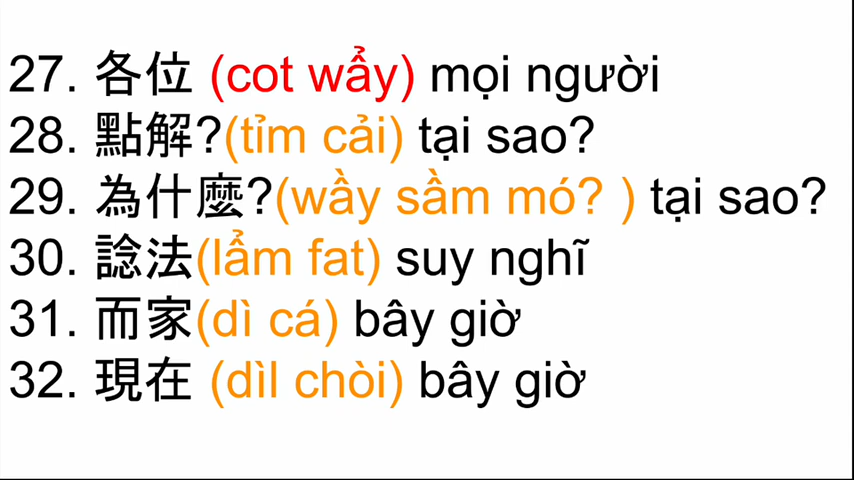 27. 各位 (cot wẩy) mọi người
28. 點解?(tỉm cải) tại sao?
29. 為什麼?(wầy sầm mó? ) tại sao?
30. 諗法(lẩm fat) suy nghĩ
31. 而家(dì cá) bây giờ
32. 現在 (dìl chòi) bây giờ